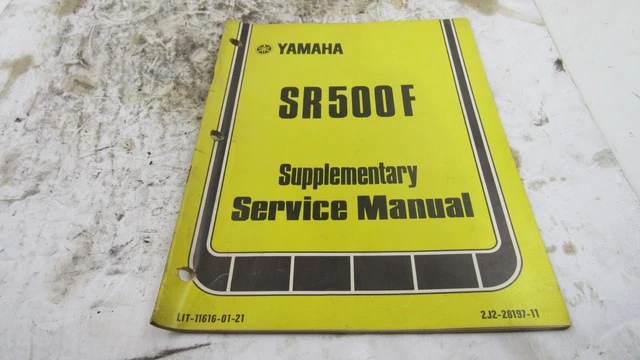 YAMAHA
SR500F
Supplementary
Service Manual
LIT-11616-01-21
2J2-28197-11